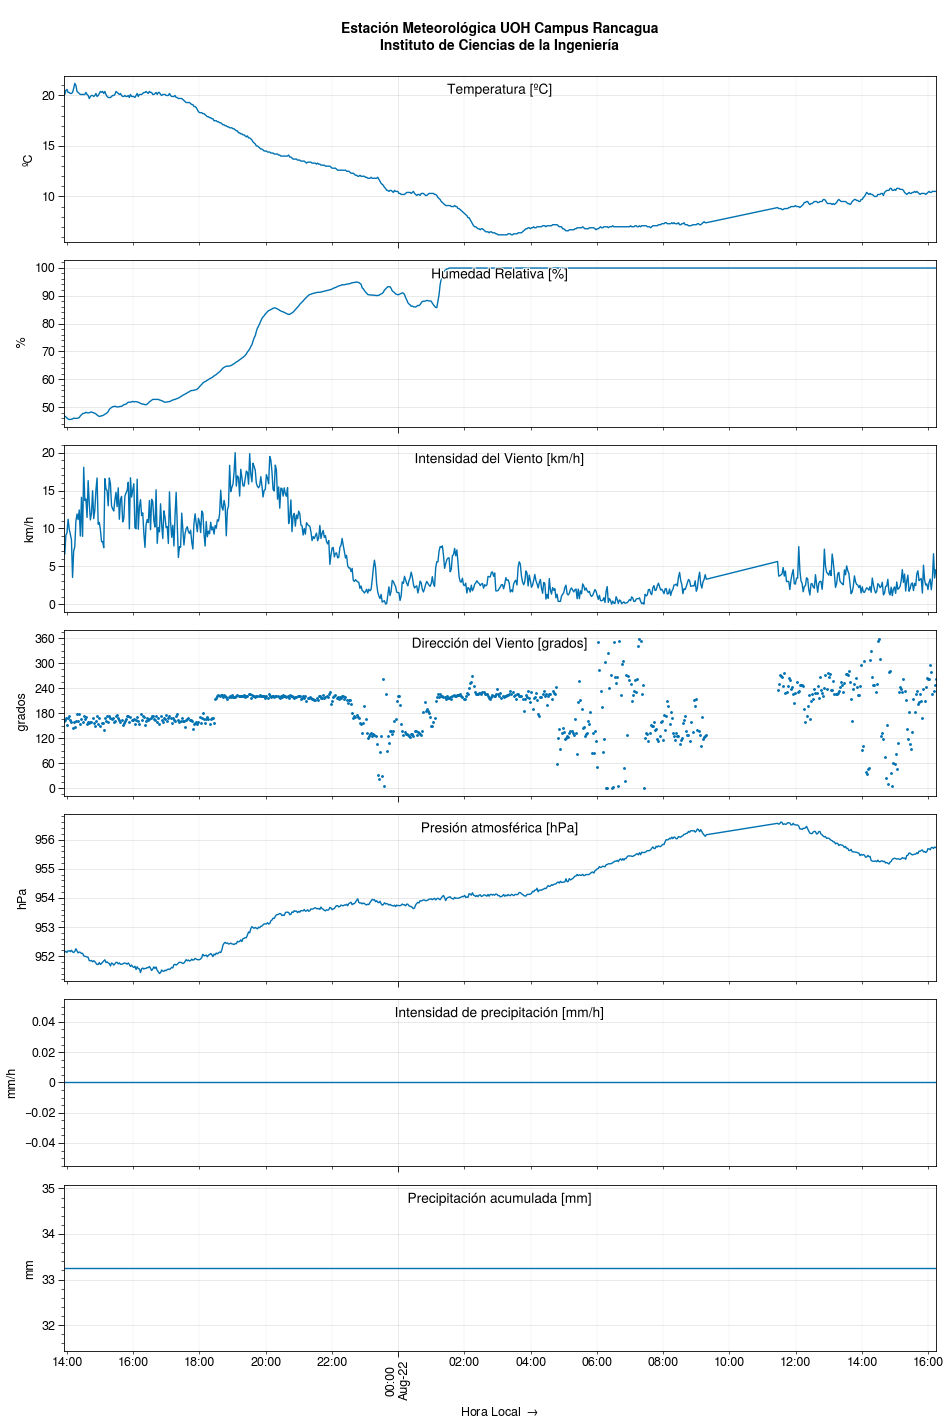 Estación Meteorológica UOH Campus Rancagua
Instituto de Ciencias de la Ingeniería
Temperatura [ºC]
20
15
10
ºC
Humedad Relativa [%]
100
90
80
70
60
50
%
Intensidad del Viento [km/h]
20
15
10
5
0
km/h
Dirección del Viento [grados]
360
300
240
180
120
60
0
grados
Presión atmosférica [hPa]
956
955
954
953
952
hPa
Intensidad de precipitación [mm/h]
0.04
0.02
0
−0.02
−0.04
mm/h
Precipitación acumulada [mm]
35
34
33
32
mm
14:00 16:00 18:00 20:00 22:00 00:00 02:00 04:00 06:00 08:00 10:00 12:00 14:00 16:00
Aug-22
Hora Local →